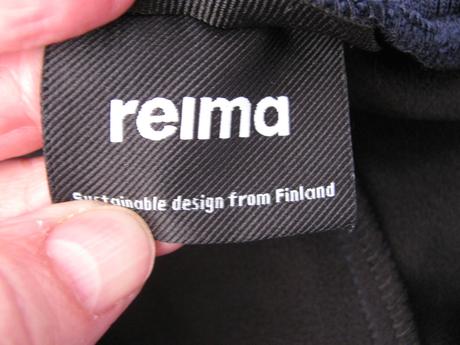 reima
Sustainable design from Finland